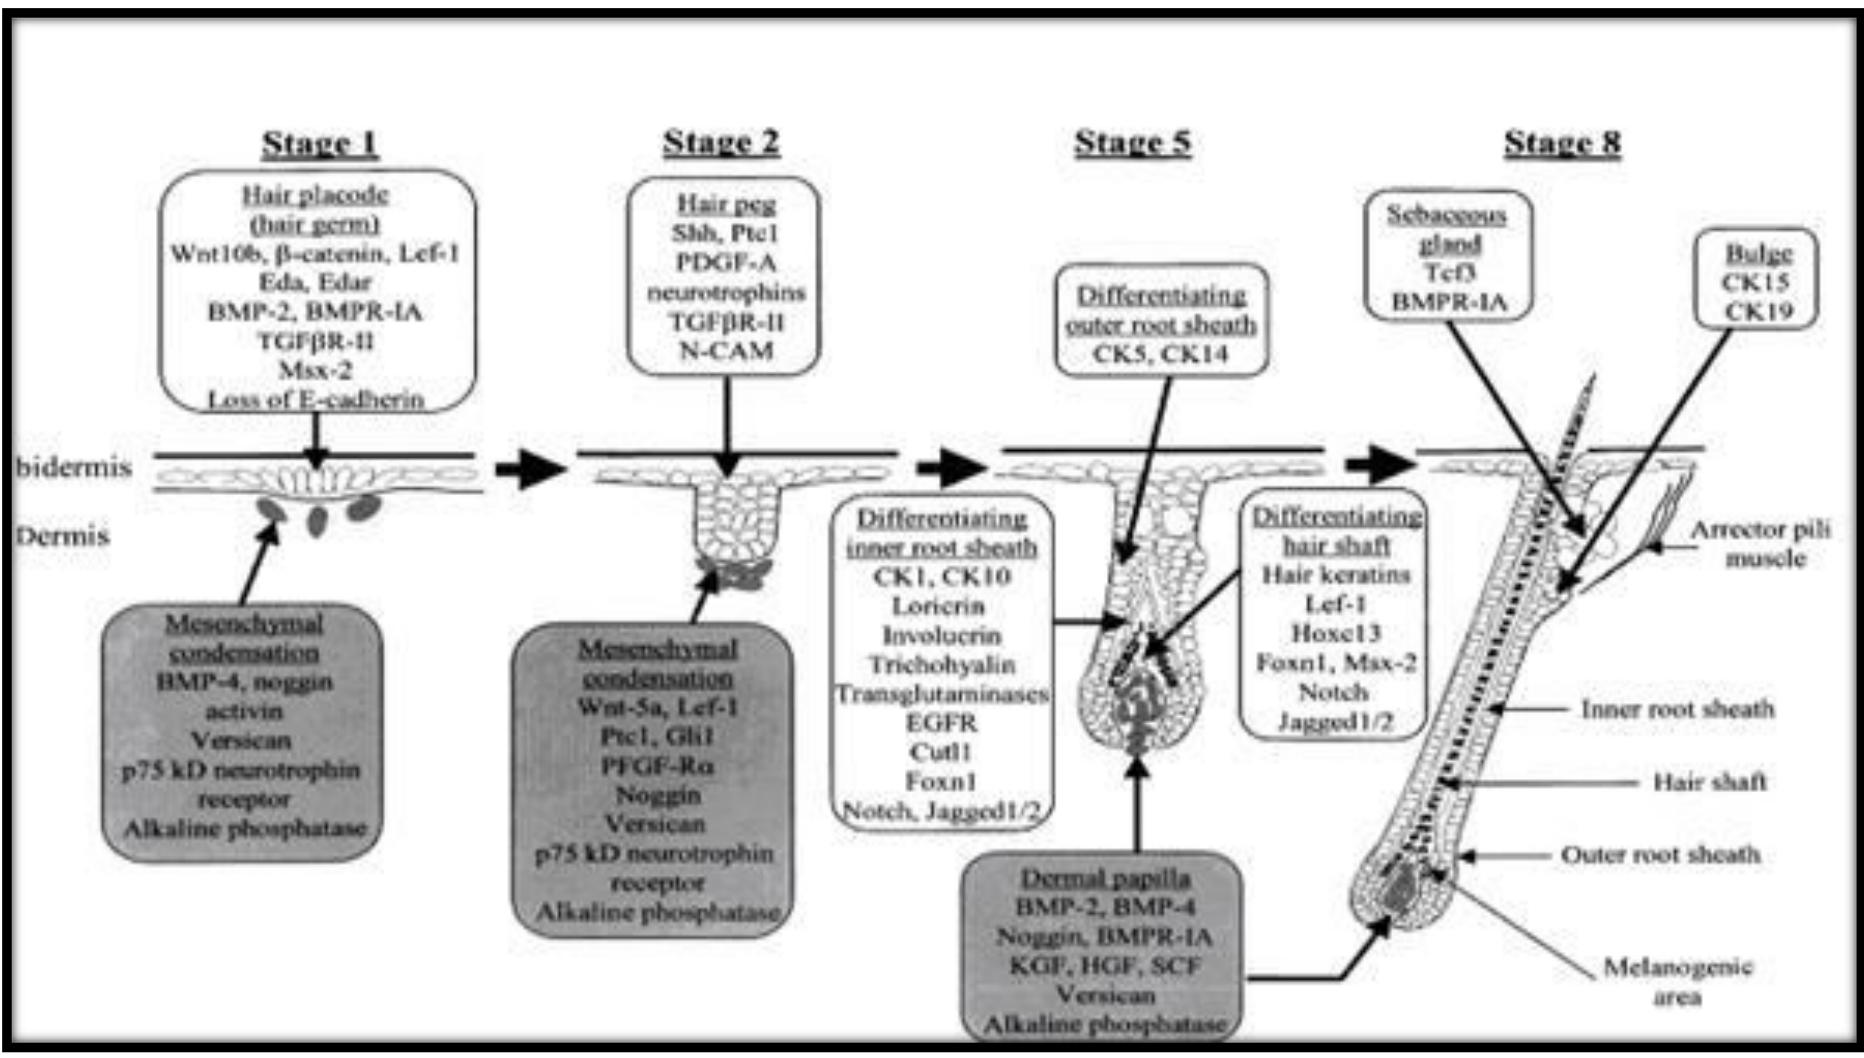 Stage 1
Hair placode
(hair germ)
Wnt10b, β-catenin, Lef-1
Eda, Edar
BMP-2, BMPR-IA
TGFβR-II
Msx-2
Loss of E-cadherin
Stage 2
Hair peg
Shh, Ptc1
PDGF-A
neurotrophins
TGFβR-II
N-CAM
Stage 5
Differentiating
outer root sheath
CK5, CK14
Stage 8
Sebaceous
gland
Tcf3
BMPR-IA
Bulge
CK15
CK19
bidermis
Dermis
Mesenchymal
condensation
BMP-4, noggin
activin
Versican
p75 kD neurotrophin
receptor
Alkaline phosphatase
Mesenchymal
condensation
Wnt-5a, Lef-1
Ptc1, Gli1
PFGF-Rα
Noggin
Versican
p75 kD neurotrophin
receptor
Alkaline phosphatase
Differentiating
inner root sheath
CK1, CK10
Loricrin
Involucrin
Trichohyalin
Transglutaminases
EGFR
Cutl1
Foxn1
Notch, Jagged1/2
Differentiating
hair shaft
Hair keratins
Lef-1
Hoxc13
Foxn1, Msx-2
Notch
Jagged1/2
Dermal papilla
BMP-2, BMP-4
Noggin, BMPR-IA
KGF, HGF, SCF
Versican
Alkaline phosphatase
Arrector pili
muscle
Inner root sheath
Hair shaft
Outer root sheath
Melanogenic
area